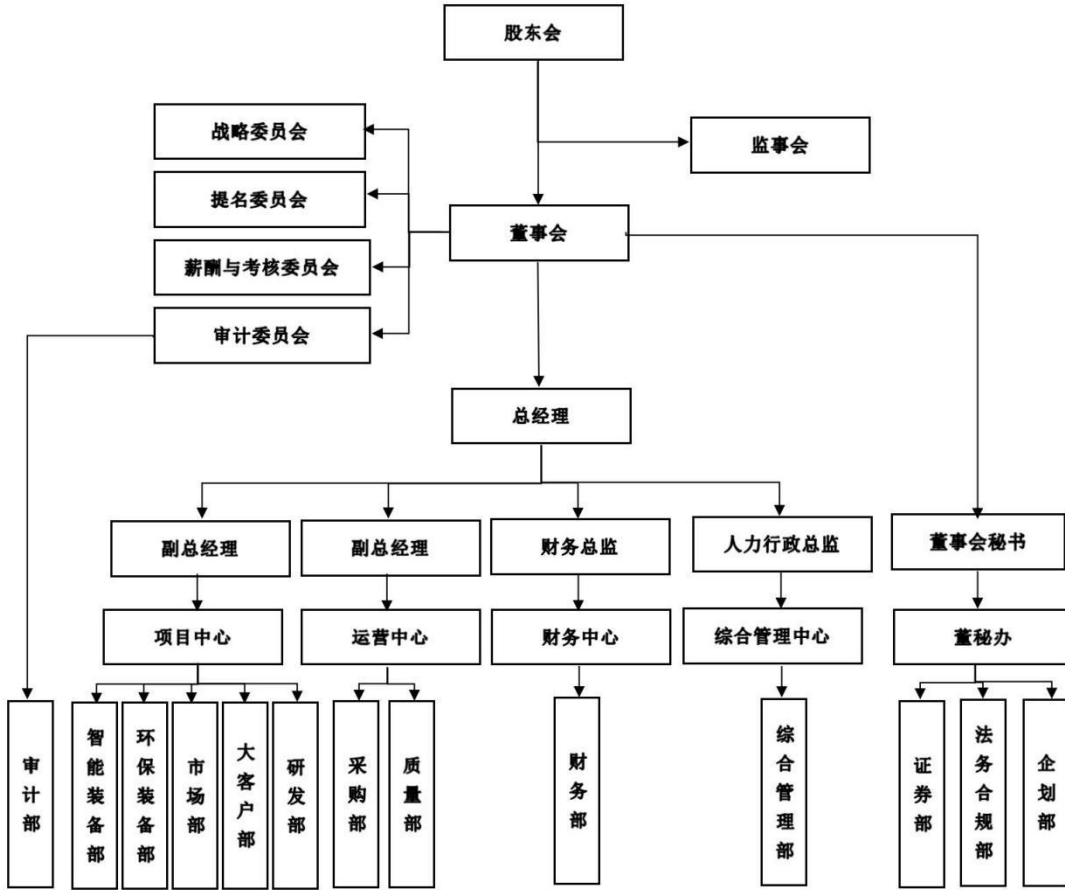 股东会
战略委员会
监事会
提名委员会
董事会
薪酬与考核委员会
审计委员会
总经理
副总经理
副总经理
财务总监
人力行政总监
董事会秘书
项目中心
运营中心
财务中心
综合管理中心
董秘办
审计部
智能装备部
环保装备部
市场部
大客户部
研发部
采购部
质量部
财务部
综合管理部
证券部
法务合规部
企划部